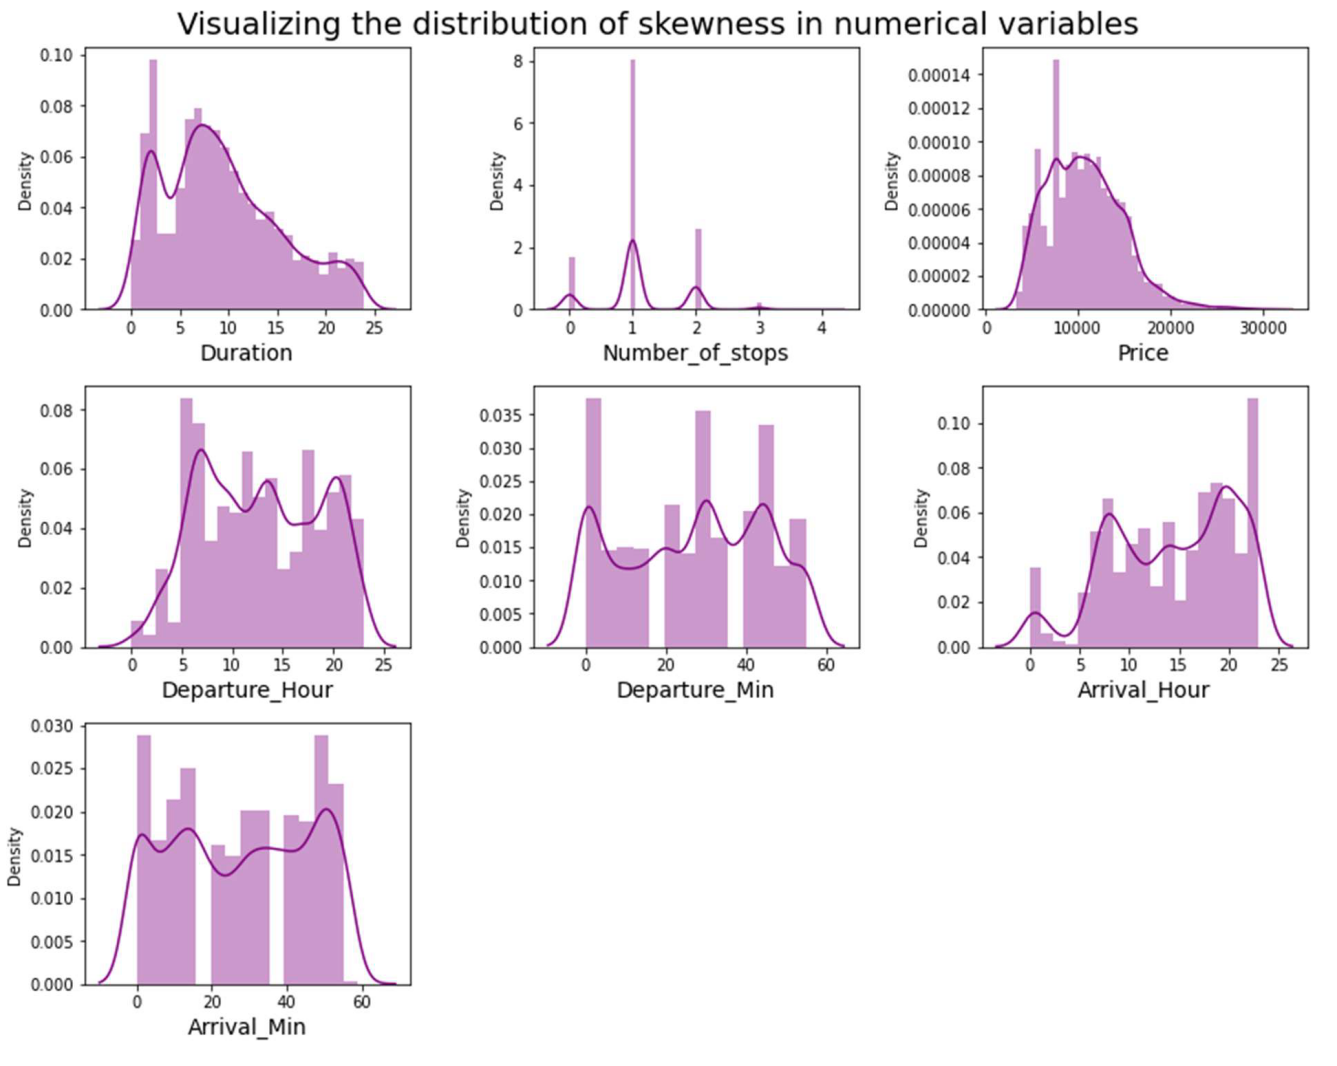 Visualizing the distribution of skewness in numerical variables
0.10
0.08
0.06
0.04
0.02
0.00
Density
0 5 10 15 20 25
Duration
8
6
4
2
0
Density
0 1 2 3 4
Number_of_stops
0.00014
0.00012
0.00010
0.00008
0.00006
0.00004
0.00002
0.00000
Density
0 10000 20000 30000
Price
0.08
0.06
0.04
0.02
0.00
Density
0 5 10 15 20 25
Departure_Hour
0.035
0.030
0.025
0.020
0.015
0.010
0.005
0.000
Density
0 20 40 60
Departure_Min
0.10
0.08
0.06
0.04
0.02
0.00
Density
0 5 10 15 20 25
Arrival_Hour
0.030
0.025
0.020
0.015
0.010
0.005
0.000
Density
0 20 40 60
Arrival_Min